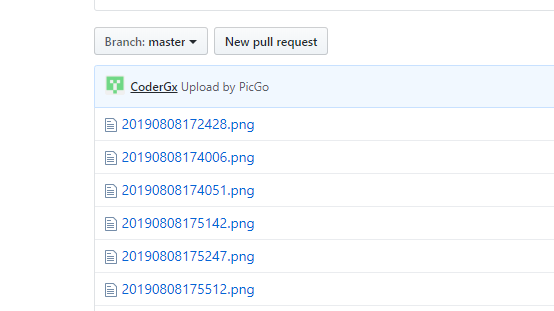 Branch: master New pull request
CoderGx Upload by PicGo
20190808172428.png
20190808174006.png
20190808174051.png
20190808175142.png
20190808175247.png
20190808175512.png